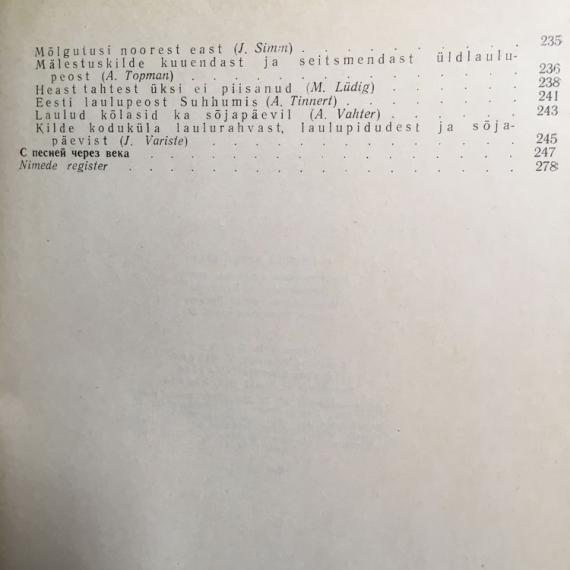 Mõlgutusi noorest east (J. Simm) . . . . . . . . . 235
Mälestuskilde kuuendast ja seitsmendast üldlaulu-
peost (A. Topman) . . . . . . . . . . . . . . 236
Heast tahtest üksi ei piisanud (M. Lüdig) . . . . . . 238
Eesti laulupeost Suhhumis (A. Tinnert) . . . . . . . 241
Laulud kõlasid ka sõjapäevil (A. Vahter) . . . . . . 243
Kilde koduküla laulurahvast, laulupidudest ja sõja-
päevist (J. Variste) . . . . . . . . . . . . . 245
С песней через века . . . . . . . . . . . . . . . 247
Nimede register . . . . . . . . . . . . . . . . 278